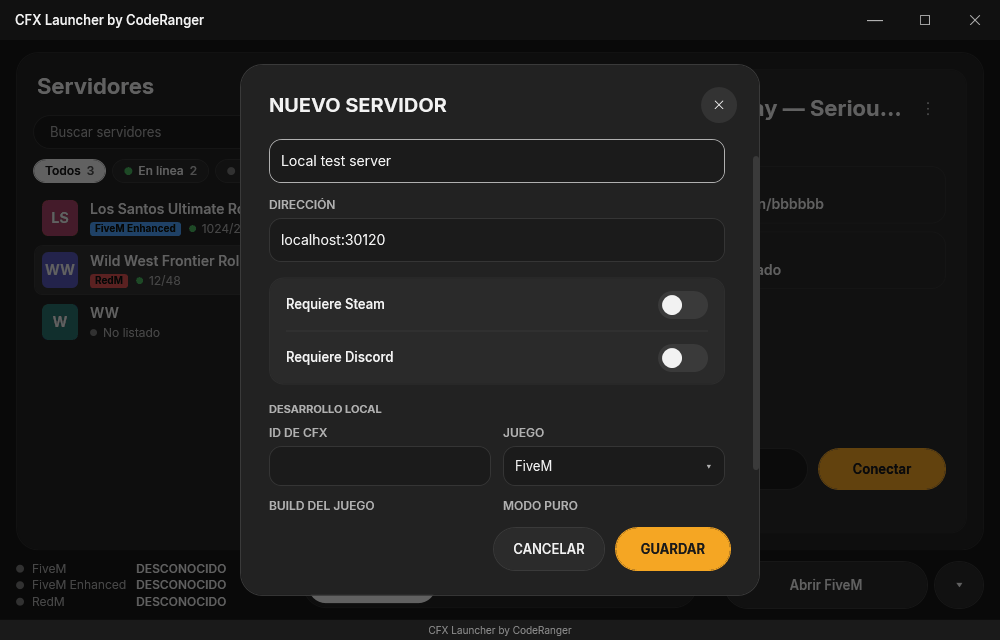 CFX Launcher by CodeRanger
Servidores
Buscar servidores
Todos 3
En línea 2
LS
Los Santos Ultimate Ro
FiveM Enhanced
1024/2
WW
Wild West Frontier Rol
RedM
12/48
W
WW
No listado
NUEVO SERVIDOR
Local test server
DIRECCIÓN
localhost:30120
Requiere Steam
Requiere Discord
DESARROLLO LOCAL
ID DE CFX
JUEGO
FiveM
BUILD DEL JUEGO
MODO PURO
CANCELAR
GUARDAR
ay — Seriou...
n/bbbbbb
ado
Conectar
FiveM DESCONOCIDO
FiveM Enhanced DESCONOCIDO
RedM DESCONOCIDO
Abrir FiveM
CFX Launcher by CodeRanger